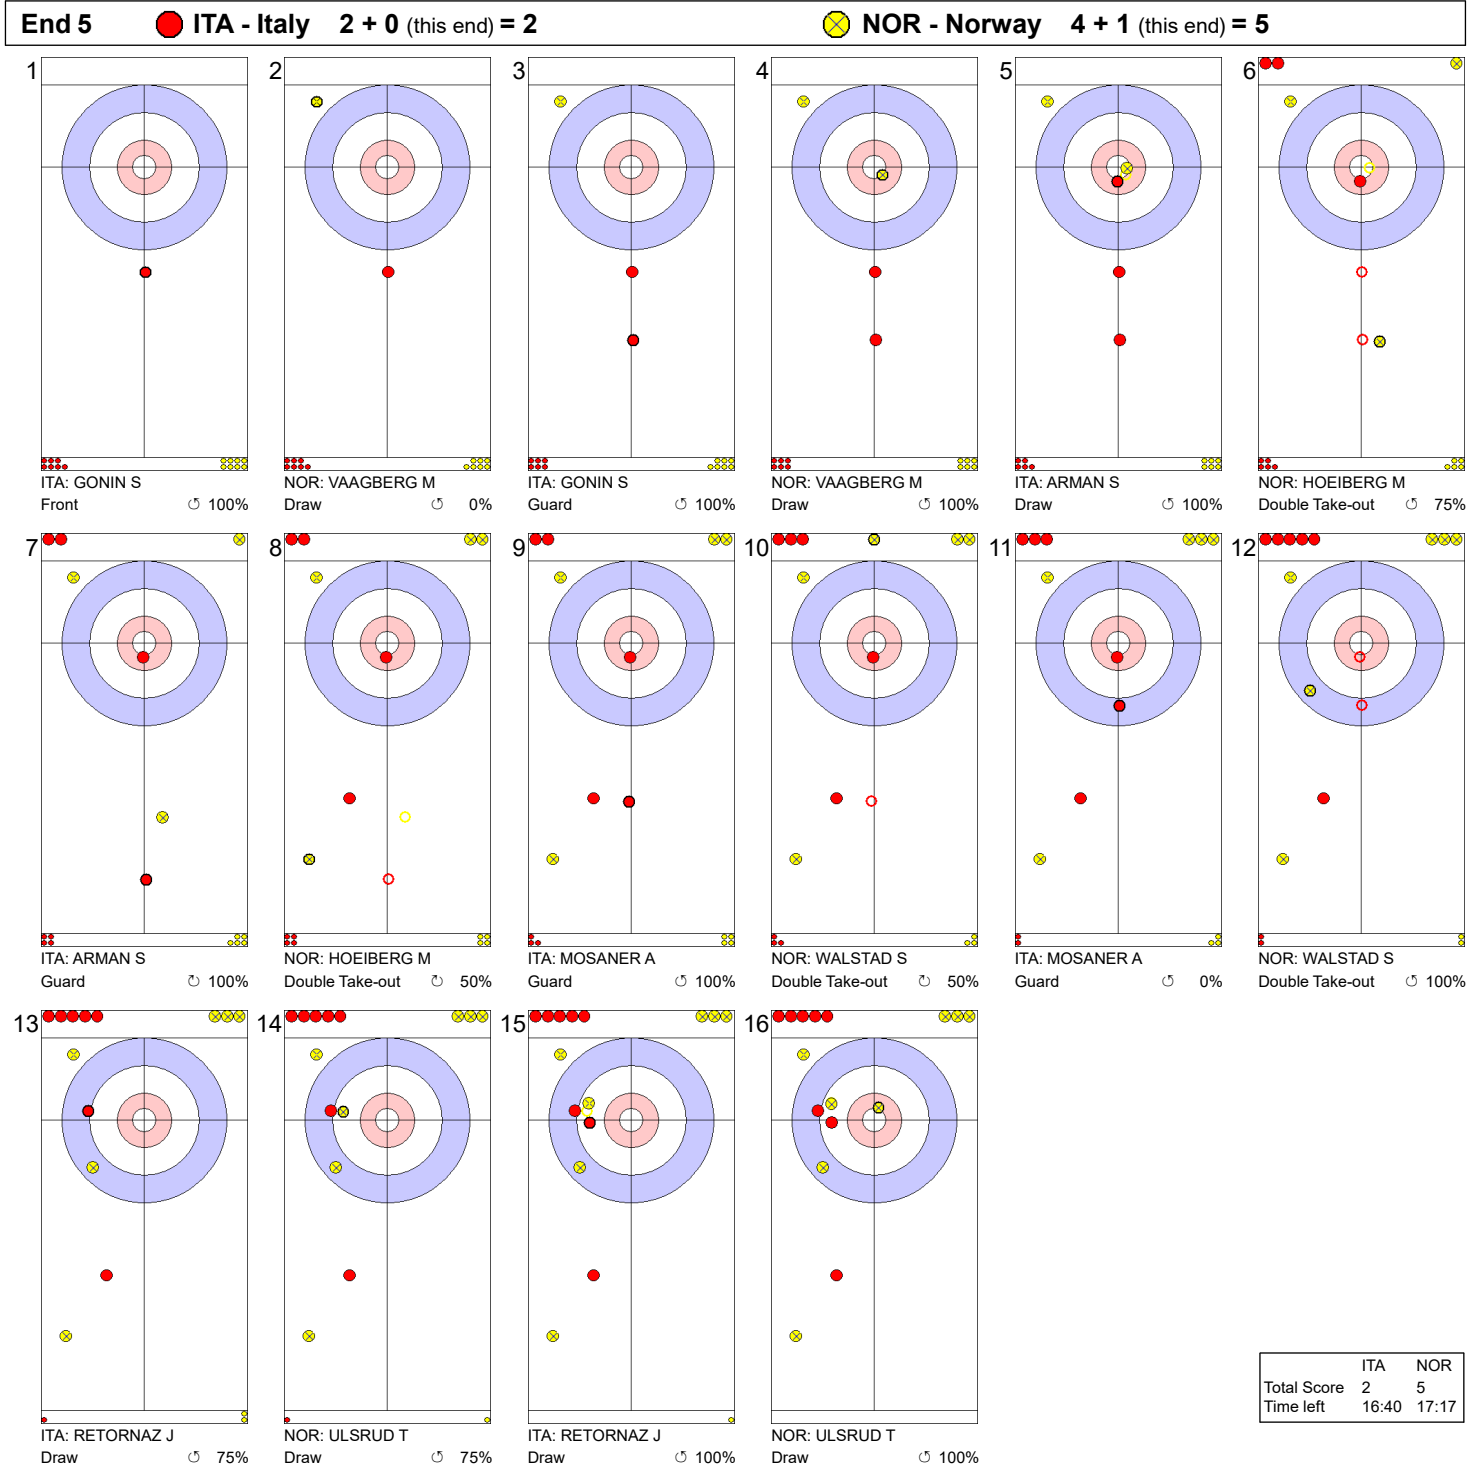 End 5 ITA - Italy 2 + 0 (this end) = 2 NOR - Norway 4 + 1 (this end) = 5
1 2 3 4 5 6
ITA: GONIN S NOR: VAAGBERG M ITA: GONIN S NOR: VAAGBERG M ITA: ARMAN S NOR: HOEIBERG M
Front ↺ 100% Draw ↺ 0% Guard ↺ 100% Draw ↺ 100% Draw ↺ 100% Double Take-out ↺ 75%
7 8 9 10 11 12
ITA: ARMAN S NOR: HOEIBERG M ITA: MOSANER A NOR: WALSTAD S ITA: MOSANER A NOR: WALSTAD S
Guard ↻ 100% Double Take-out ↻ 50% Guard ↺ 100% Double Take-out ↻ 50% Guard ↺ 0% Double Take-out ↻ 100%
13 14 15 16
ITA: RETORNAZ J NOR: ULSRUD T ITA: RETORNAZ J NOR: ULSRUD T
Draw ↺ 75% Draw ↺ 75% Draw ↺ 100% Draw ↺ 100%
ITA NOR
Total Score 2 5
Time left 16:40 17:17